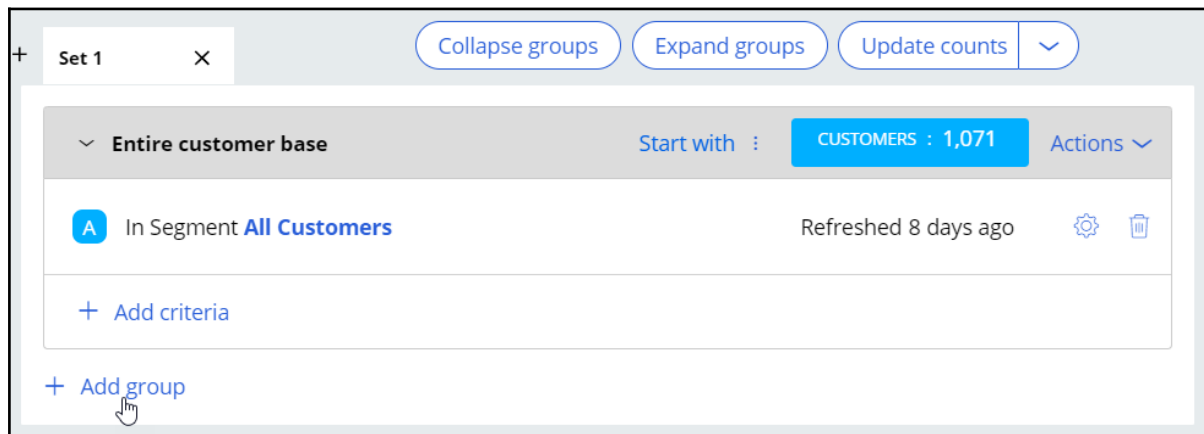 + Set 1 ×
Collapse groups
Expand groups
Update counts
Entire customer base
Start with
CUSTOMERS : 1,071
Actions
A In Segment All Customers
Refreshed 8 days ago
+ Add criteria
+ Add group